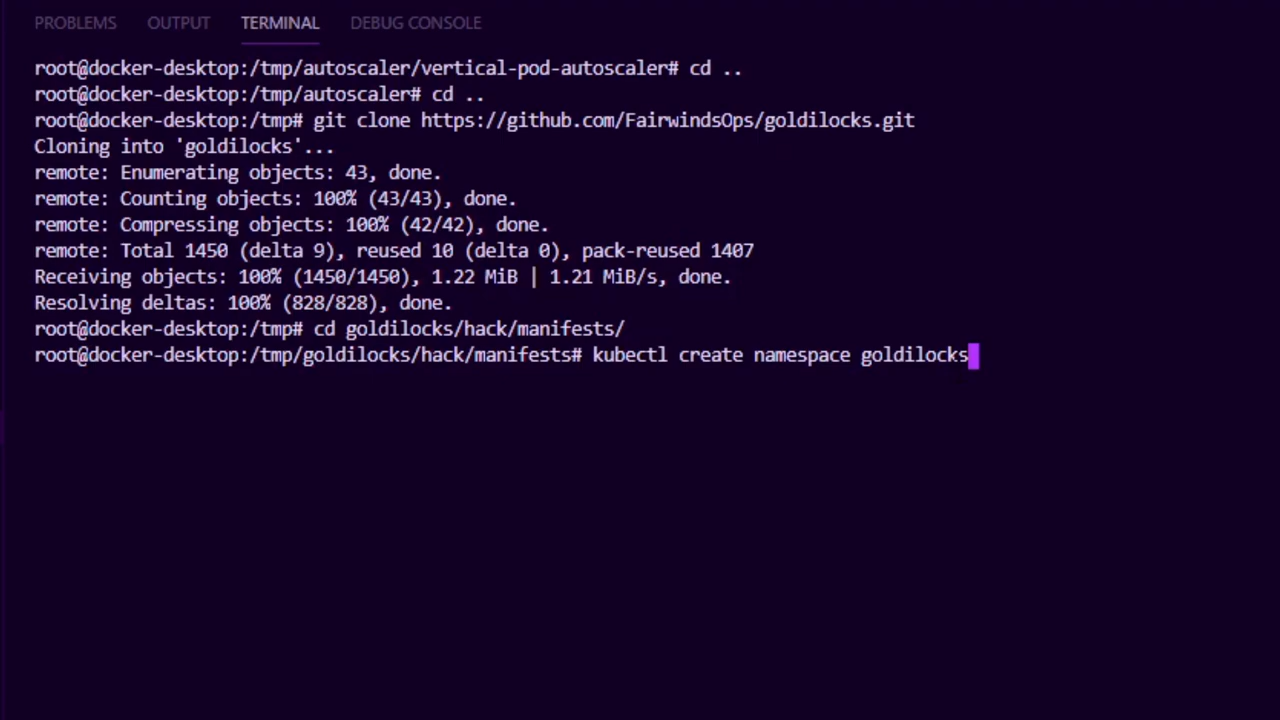 PROBLEMS OUTPUT TERMINAL DEBUG CONSOLE
root@docker-desktop:/tmp/autoscaler/vertical-pod-autoscaler# cd ..
root@docker-desktop:/tmp/autoscaler# cd ..
root@docker-desktop:/tmp# git clone https://github.com/FairwindsOps/goldilocks.git
Cloning into 'goldilocks'...
remote: Enumerating objects: 43, done.
remote: Counting objects: 100% (43/43), done.
remote: Compressing objects: 100% (42/42), done.
remote: Total 1450 (delta 9), reused 10 (delta 0), pack-reused 1407
Receiving objects: 100% (1450/1450), 1.22 MiB | 1.21 MiB/s, done.
Resolving deltas: 100% (828/828), done.
root@docker-desktop:/tmp# cd goldilocks/hack/manifests/
root@docker-desktop:/tmp/goldilocks/hack/manifests# kubectl create namespace goldilocks